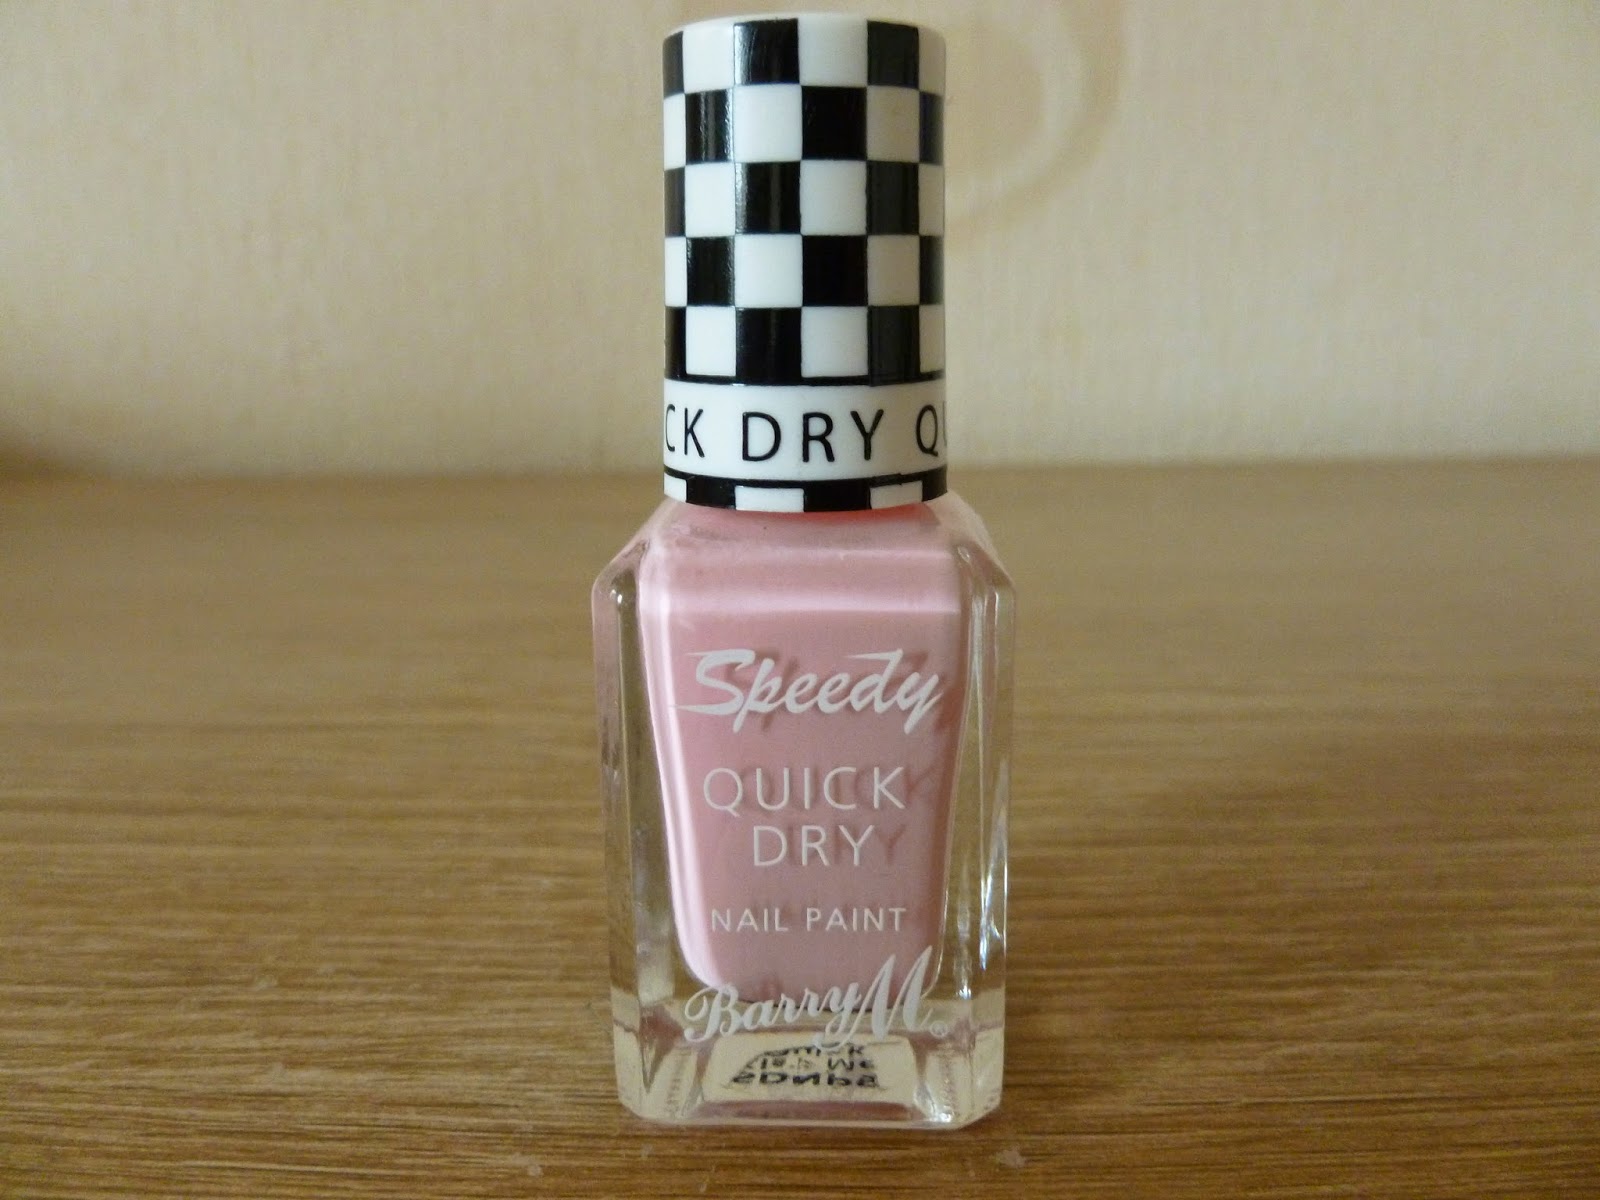 CK DRY QU
Speedy
QUICK
DRY
NAIL PAINT
Barry M®